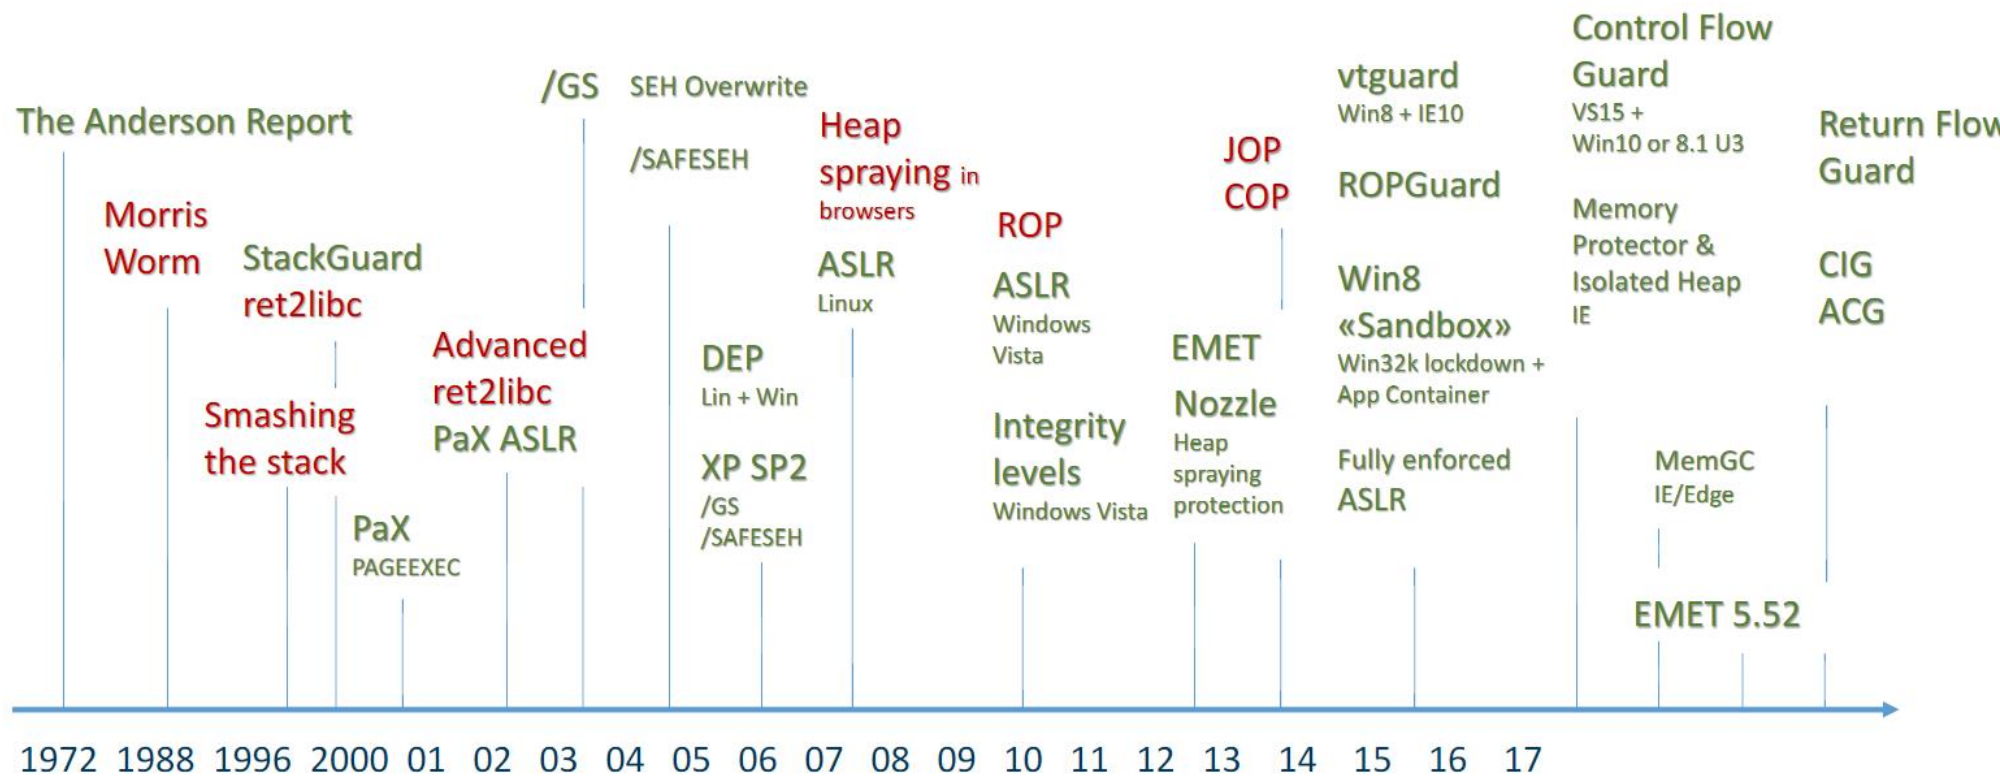 The Anderson Report
Morris
Worm
StackGuard
ret2libc
Smashing
the stack
PaX
PAGEEXEC
Advanced
ret2libc
PaX ASLR
/GS
SEH Overwrite
/SAFESEH
DEP
Lin + Win
XP SP2
/GS
/SAFESEH
Heap
spraying in
browsers
ASLR
Linux
ROP
ASLR
Windows
Vista
Integrity
levels
Windows Vista
EMET
Nozzle
Heap
spraying
protection
JOP
COP
vtguard
Win8 + IE10
ROPGuard
Win8
«Sandbox»
Win32k lockdown +
App Container
Fully enforced
ASLR
Control Flow
Guard
VS15 +
Win10 or 8.1 U3
Memory
Protector &
Isolated Heap
IE
MemGC
IE/Edge
EMET 5.52
Return Flow
Guard
CIG
ACG
1972 1988 1996 2000 01 02 03 04 05 06 07 08 09 10 11 12 13 14 15 16 17